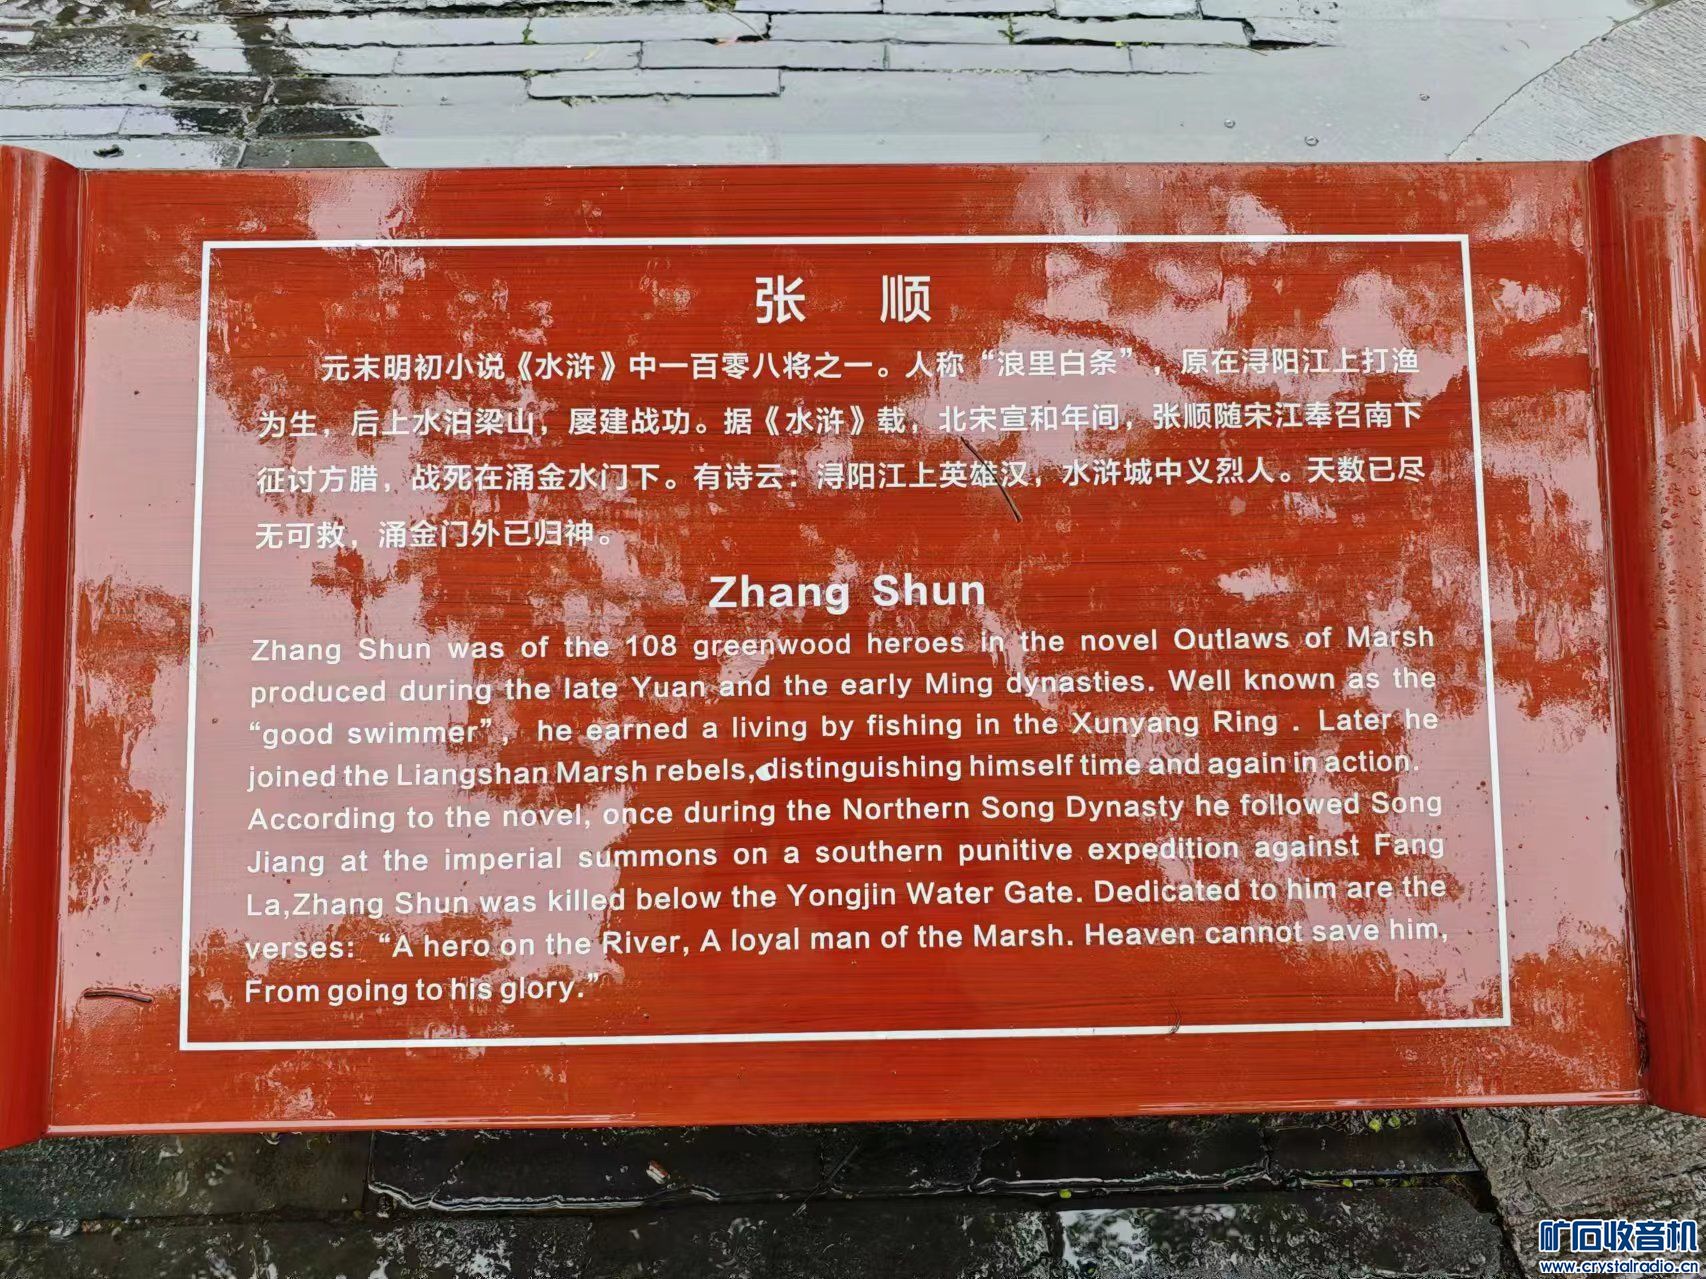 张 顺
元末明初小说《水浒》中一百零八将之一。人称“浪里白条”，原在浔阳江上打渔
为生，后上水泊梁山，屡建战功。据《水浒》载，北宋宣和年间，张顺随宋江奉召南下
征讨方腊，战死在涌金水门下。有诗云：浔阳江上英雄汉，水浒城中义烈人。天数已尽
无可救，涌金门外已归神。
Zhang Shun
Zhang Shun was of the 108 greenwood heroes in the novel Outlaws of Marsh
produced during the late Yuan and the early Ming dynasties. Well known as the
“good swimmer”, he earned a living by fishing in the Xunyang Ring . Later he
joined the Liangshan Marsh rebels, distinguishing himself time and again in action.
According to the novel, once during the Northern Song Dynasty he followed Song
Jiang at the imperial summons on a southern punitive expedition against Fang
La,Zhang Shun was killed below the Yongjin Water Gate. Dedicated to him are the
verses: “A hero on the River, A loyal man of the Marsh. Heaven cannot save him,
From going to his glory.”
矿石收音机
www.crystalradio.cn